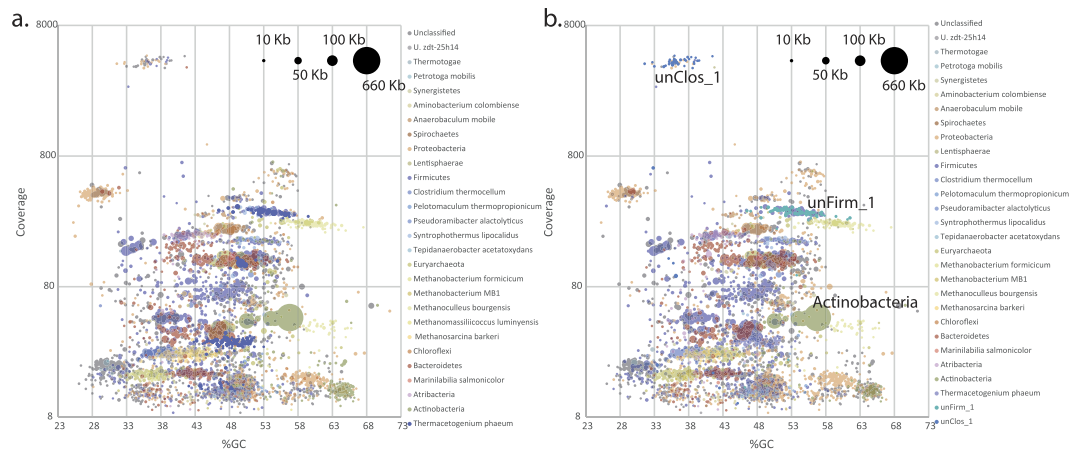 a.
8000
800
80
8
Coverage
23 28 33 38 43 48 53 58 63 68 73
%GC
10 Kb
100 Kb
50 Kb
660 Kb
Unclassified
U. zdt-25h14
Thermotogae
Petrotoga mobilis
Synergistetes
Aminobacterium colombiense
Anaerobaculum mobile
Spirochaetes
Proteobacteria
Lentisphaerae
Firmicutes
Clostridium thermocellum
Pelotomaculum thermopropionicum
Pseudoramibacter alactolyticus
Syntrophothermus lipocalidus
Tepidanaerobacter acetatoxydans
Euryarchaeota
Methanobacterium formicicum
Methanobacterium MB1
Methanoculleus bourgensis
Methanomassiliicoccus luminyensis
Methanosarcina barkeri
Chloroflexi
Bacteroidetes
Marinilabilia salmonicolor
Atribacteria
Actinobacteria
Thermacetogenium phaeum
b.
8000
800
80
8
Coverage
23 28 33 38 43 48 53 58 63 68 73
%GC
10 Kb
100 Kb
50 Kb
660 Kb
unClos_1
unFirm_1
Actinobacteria
Unclassified
U. zdt-25h14
Thermotogae
Petrotoga mobilis
Synergistetes
Aminobacterium colombiense
Anaerobaculum mobile
Spirochaetes
Proteobacteria
Lentisphaerae
Firmicutes
Clostridium thermocellum
Pelotomaculum thermopropionicum
Pseudoramibacter alactolyticus
Syntrophothermus lipocalidus
Tepidanaerobacter acetatoxydans
Euryarchaeota
Methanobacterium formicicum
Methanobacterium MB1
Methanoculleus bourgensis
Methanosarcina barkeri
Chloroflexi
Bacteroidetes
Marinilabilia salmonicolor
Atribacteria
Actinobacteria
Thermacetogenium phaeum
unFirm_1
unClos_1